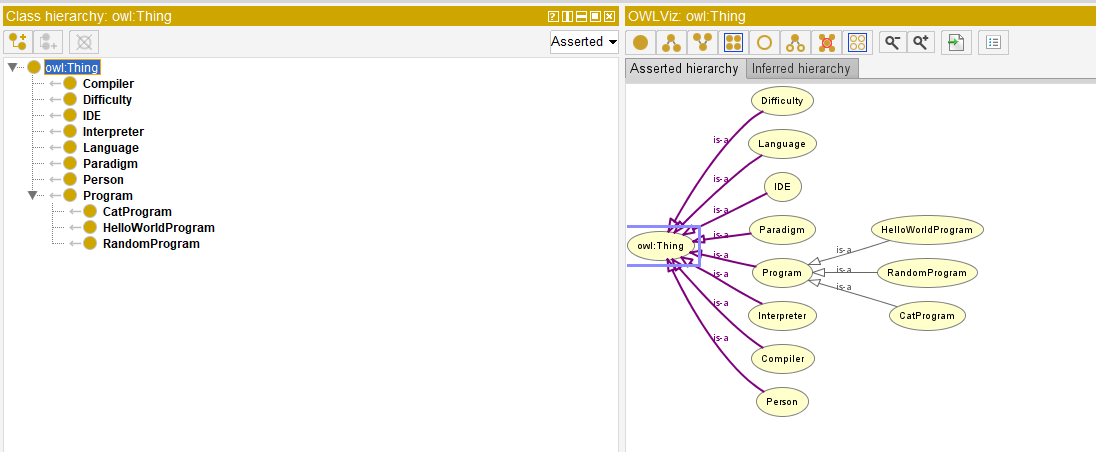 Class hierarchy: owl:Thing
Asserted
owl:Thing
Compiler
Difficulty
IDE
Interpreter
Language
Paradigm
Person
Program
CatProgram
HelloWorldProgram
RandomProgram
OWLViz: owl:Thing
Asserted hierarchy Inferred hierarchy
Difficulty
is-a
Language
is-a
IDE
is-a
Paradigm
is-a
HelloWorldProgram
is-a
owl:Thing
is-a
Program
is-a
RandomProgram
is-a
is-a
Interpreter
CatProgram
is-a
Compiler
Person